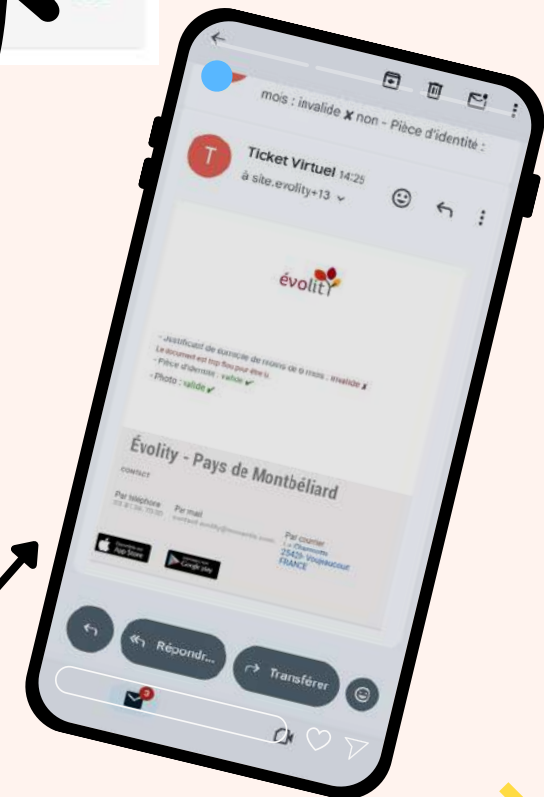 mois : invalide ✗ non - Pièce d'identité :
T
Ticket Virtuel 14:25
à site.evolity+13
évolitY
- Justificatif de domicile de moins de 6 mois : invalide ✗
Le document est trop flou pour être lu.
- Pièce d'identité : valide ✔
- Photo : valide ✔
Évolity - Pays de Montbéliard
CONTACT
Par téléphone
Par mail
Par courrier
25420 Voujeaucourt
FRANCE
App Store
Google play
Répondr...
Transférer
3